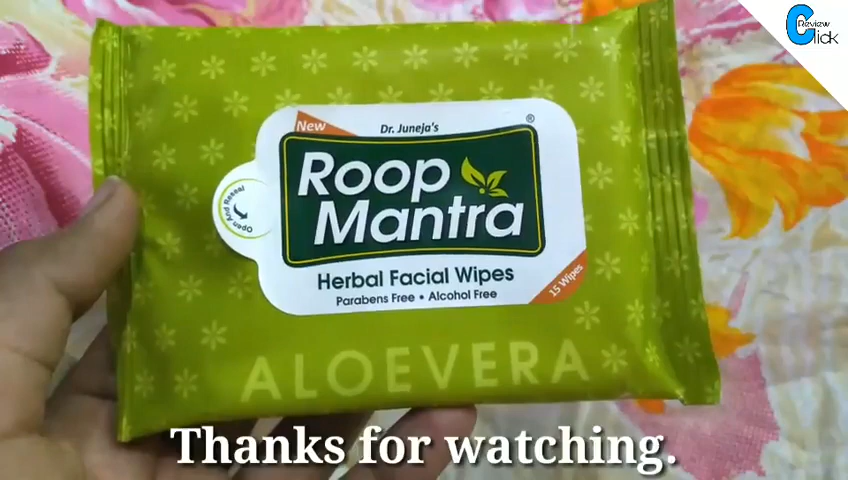 Review
Click
New
Dr. Juneja's
®
Roop
Mantra
Open And Reseal
Herbal Facial Wipes
Parabens Free • Alcohol Free
15 Wipes
ALOEVERA
Thanks for watching.